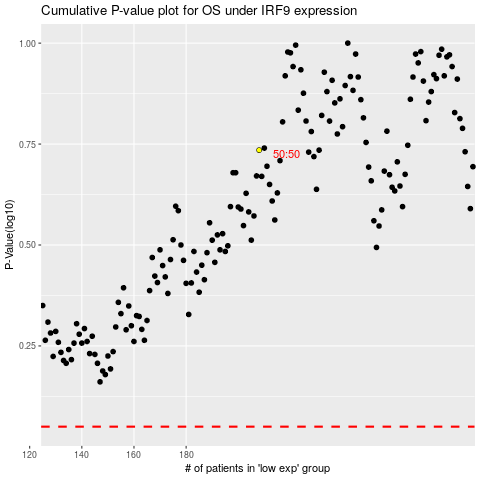 Cumulative P-value plot for OS under IRF9 expression
P-Value(log10)
1.00
0.75
0.50
0.25
50:50
120 140 160 180
# of patients in 'low exp' group